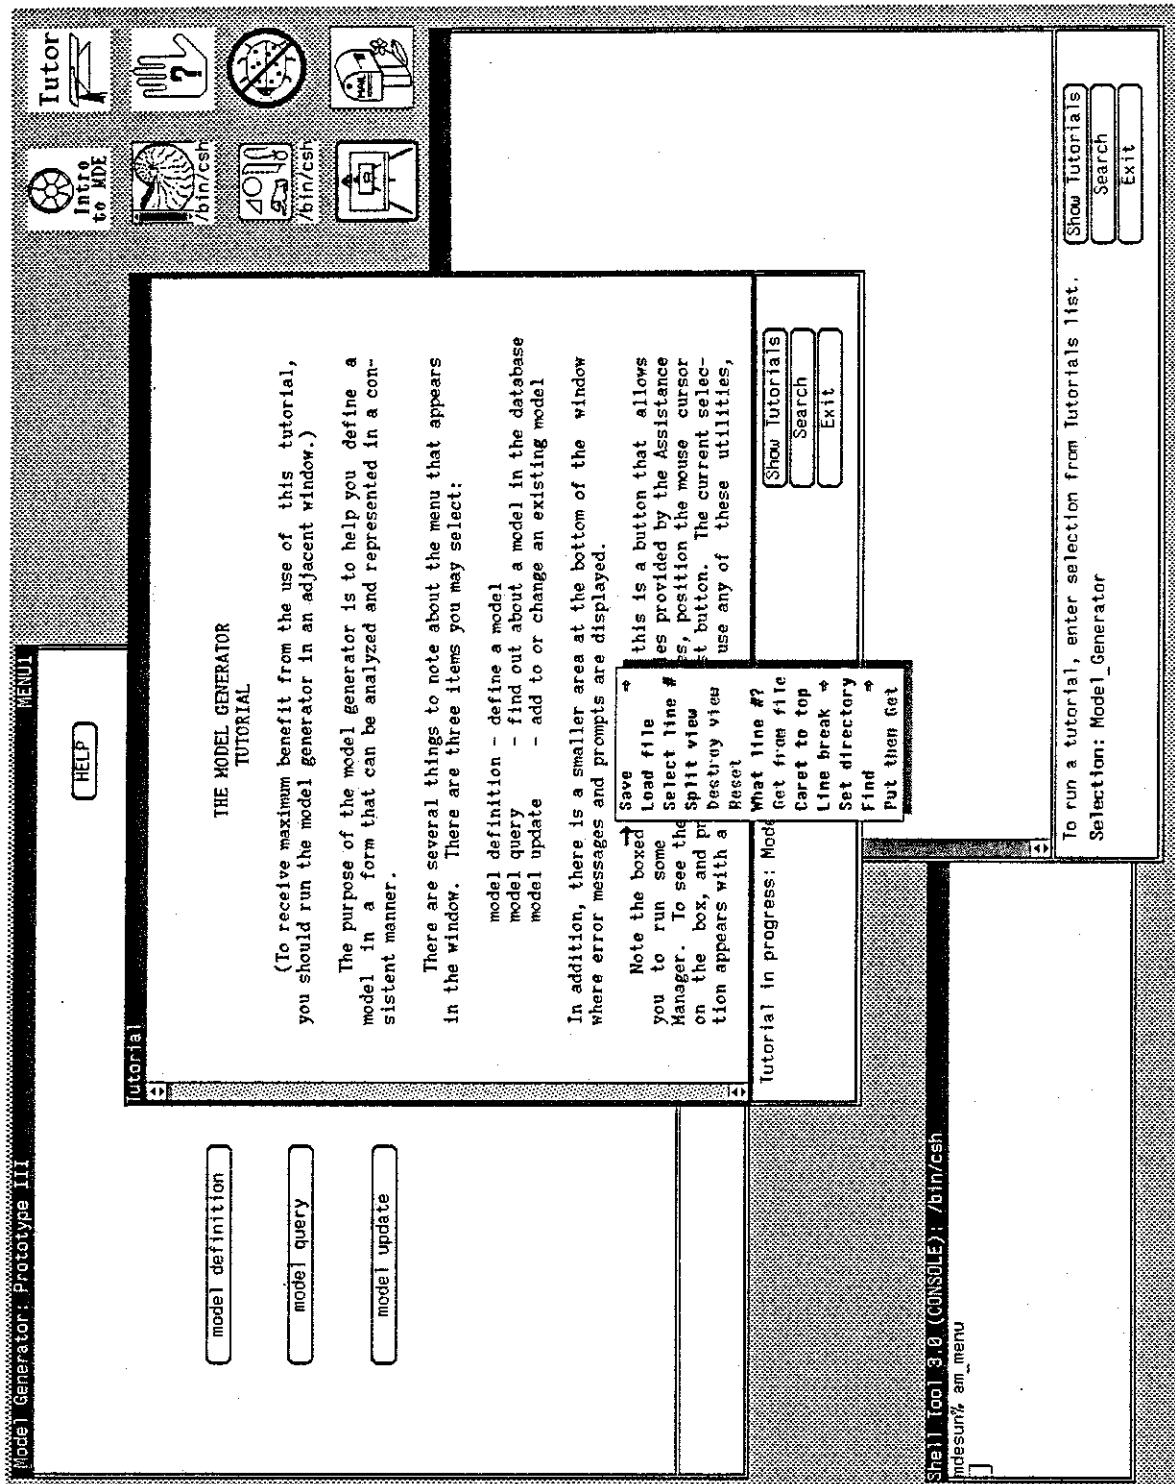 Model Generator: Prototype III MENU1
HELP
model definition
model query
model update
Intro
to MDE
Tutor
/bin/csh
?
/bin/csh
MAIL
Tutorial
THE MODEL GENERATOR
TUTORIAL
(To receive maximum benefit from the use of this tutorial,
you should run the model generator in an adjacent window.)
The purpose of the model generator is to help you define a
model in a form that can be analyzed and represented in a con-
sistent manner.
There are several things to note about the menu that appears
in the window. There are three items you may select:
model definition - define a model
model query - find out about a model in the database
model update - add to or change an existing model
In addition, there is a smaller area at the bottom of the window
where error messages and prompts are displayed.
Note the boxed this is a button that allows
you to run some les provided by the Assistance
Manager. To see the es, position the mouse cursor
on the box, and pr t button. The current selec-
tion appears with a use any of these utilities,
Save ⇒
Load file
Select line #
Split view
Destroy view
Reset
What line #?
Get from file
Caret to top
Line break ⇒
Set directory
Find ⇒
Put then Get
Tutorial in progress: Mode
Show Tutorials
Search
Exit
Shell Tool 3.0 (CONSOLE): /bin/csh
mdesun% am_menu
To run a tutorial, enter selection from Tutorials list.
Selection: Model_Generator
Show Tutorials
Search
Exit